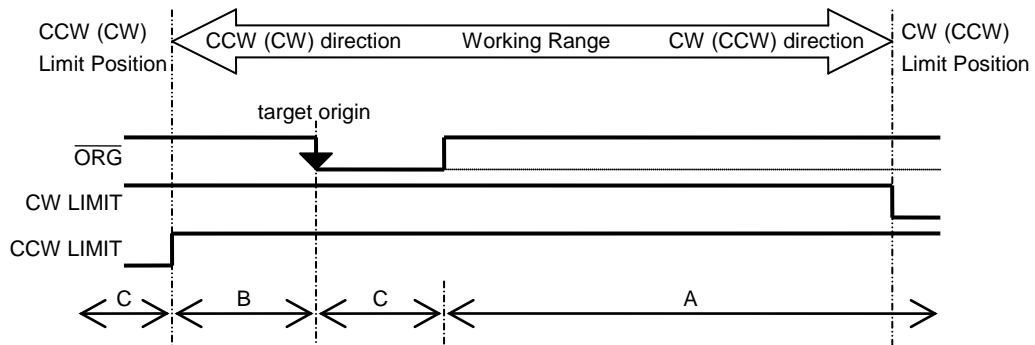 CCW (CW)
Limit Position
CCW (CW) direction
Working Range
CW (CCW) direction
CW (CCW)
Limit Position
target origin
ORG
CW LIMIT
CCW LIMIT
C
B
C
A